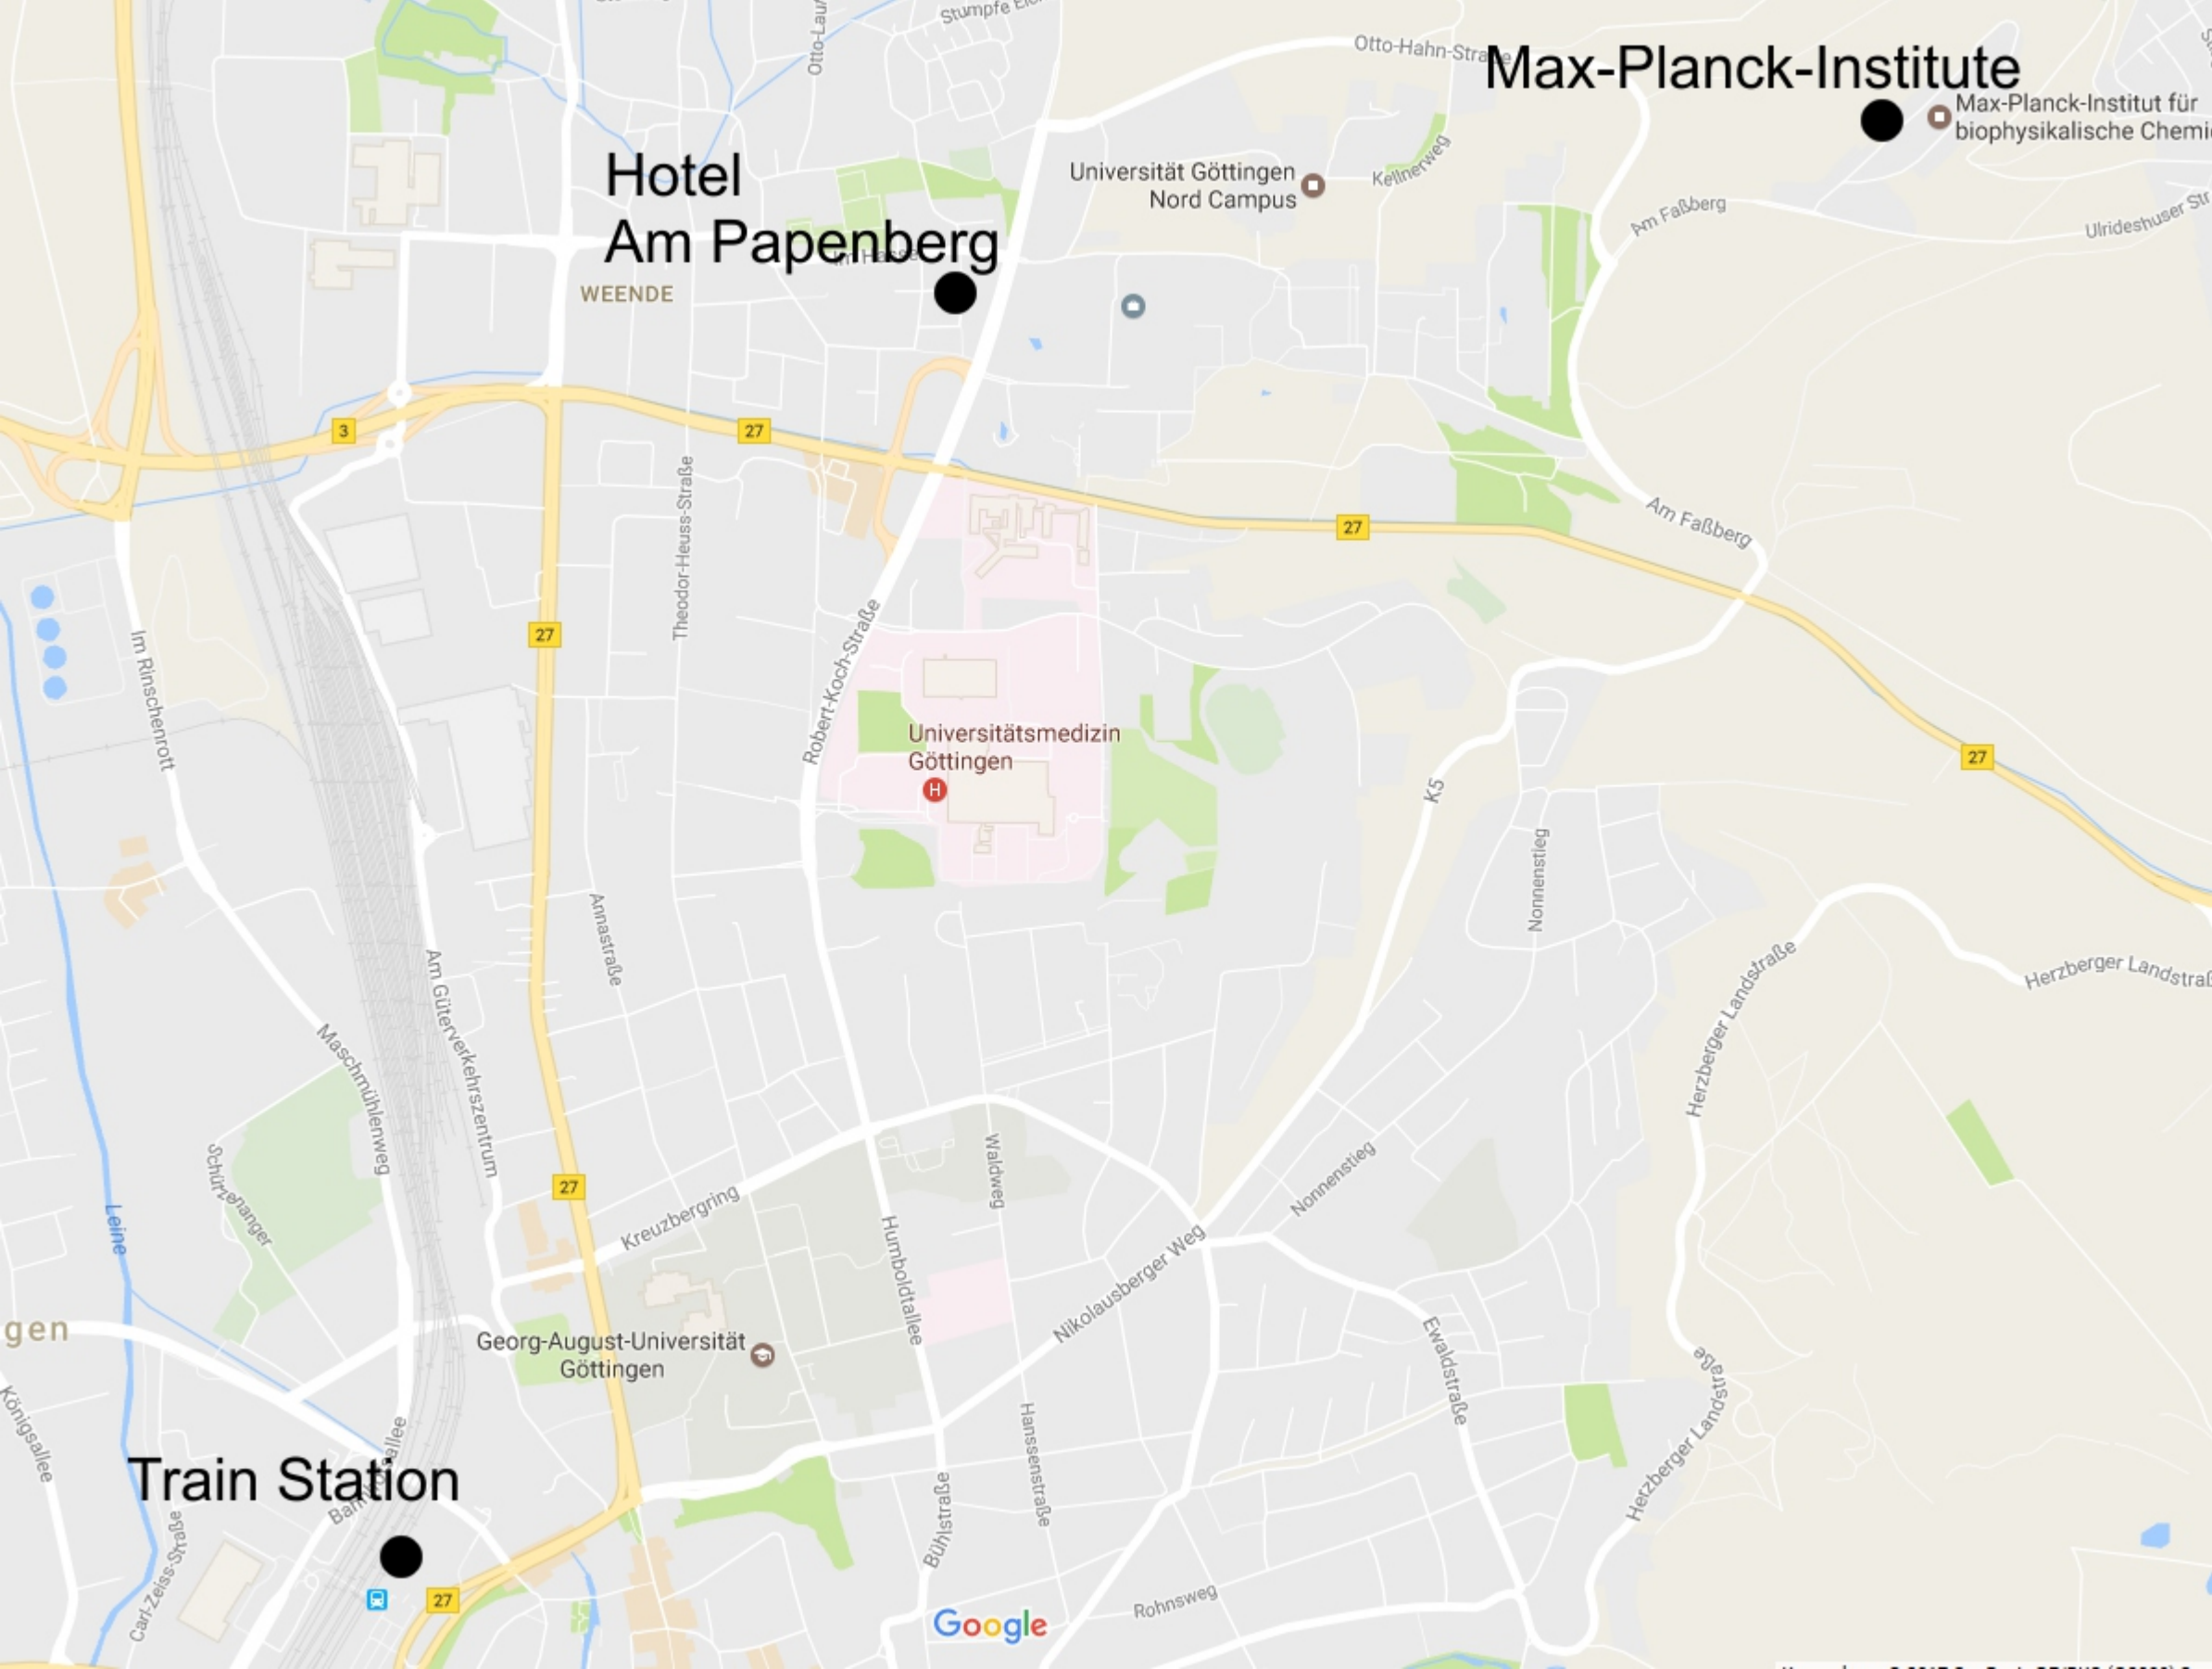 Stumpfe
Otto-Hahn-Straße
Max-Planck-Institute
Max-Planck-Institut für
biophysikalische Chemi
Hotel
Am Papenberg
Universität Göttingen
Nord Campus
Kellnerweg
Am Faßberg
Ulrideshuser Str
WEENDE
3
27
27
Am Faßberg
Theodor-Heuss-Straße
27
Im Rinschenrott
Robert-Koch-Straße
Universitätsmedizin
Göttingen
H
K5
27
Nonnenstieg
Annastraße
Herzberger Landstraße
Herzberger Landstraß
Am Güterverkehrszentrum
Maschmühlenweg
Schützenanger
Leine
27
Kreuzbergring
Waldweg
Nonnenstieg
Humboldtallee
Nikolausberger Weg
gen
Georg-August-Universität
Göttingen
Ewaldstraße
Herzberger Landstraße
Königsallee
Hanssenstraße
Train Station
Bühlstraße
Carl-Zeiss-Straße
27
Rohnsweg
Google